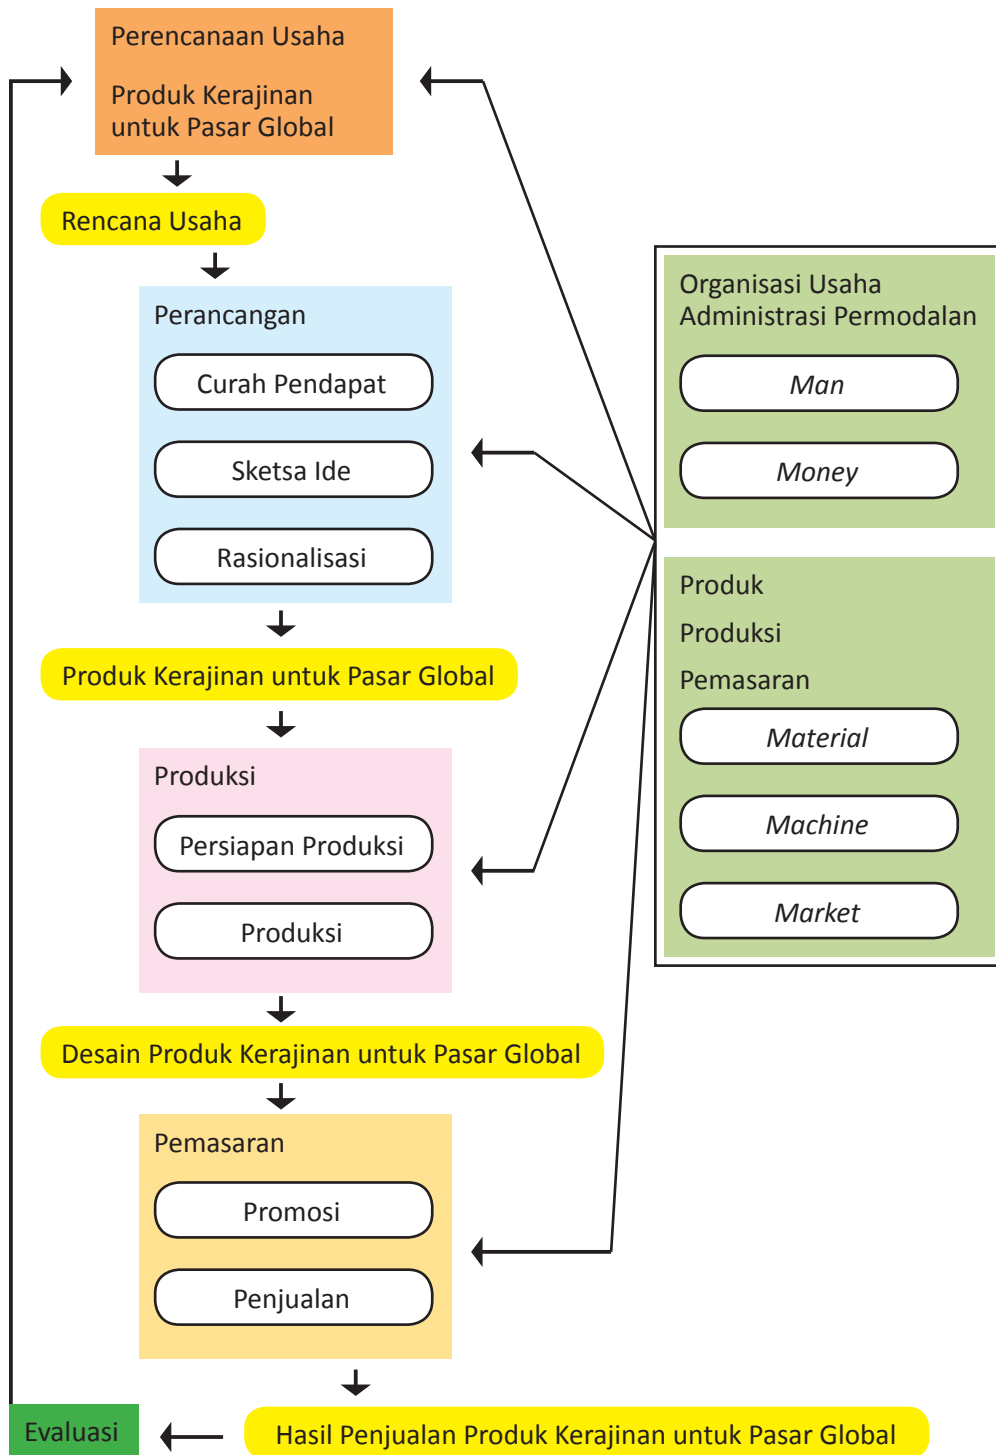 Perencanaan Usaha
Produk Kerajinan
untuk Pasar Global
Rencana Usaha
Perancangan
Curah Pendapat
Sketsa Ide
Rasionalisasi
Produk Kerajinan untuk Pasar Global
Produksi
Persiapan Produksi
Produksi
Desain Produk Kerajinan untuk Pasar Global
Pemasaran
Promosi
Penjualan
Hasil Penjualan Produk Kerajinan untuk Pasar Global
Evaluasi
Organisasi Usaha
Administrasi Permodalan
Man
Money
Produk
Produksi
Pemasaran
Material
Machine
Market